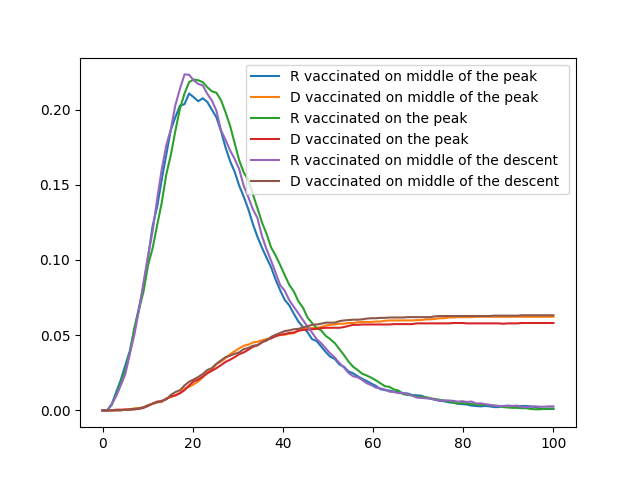 R vaccinated on middle of the peak
D vaccinated on middle of the peak
R vaccinated on the peak
D vaccinated on the peak
R vaccinated on middle of the descent
D vaccinated on middle of the descent
0.20
0.15
0.10
0.05
0.00
0 20 40 60 80 100